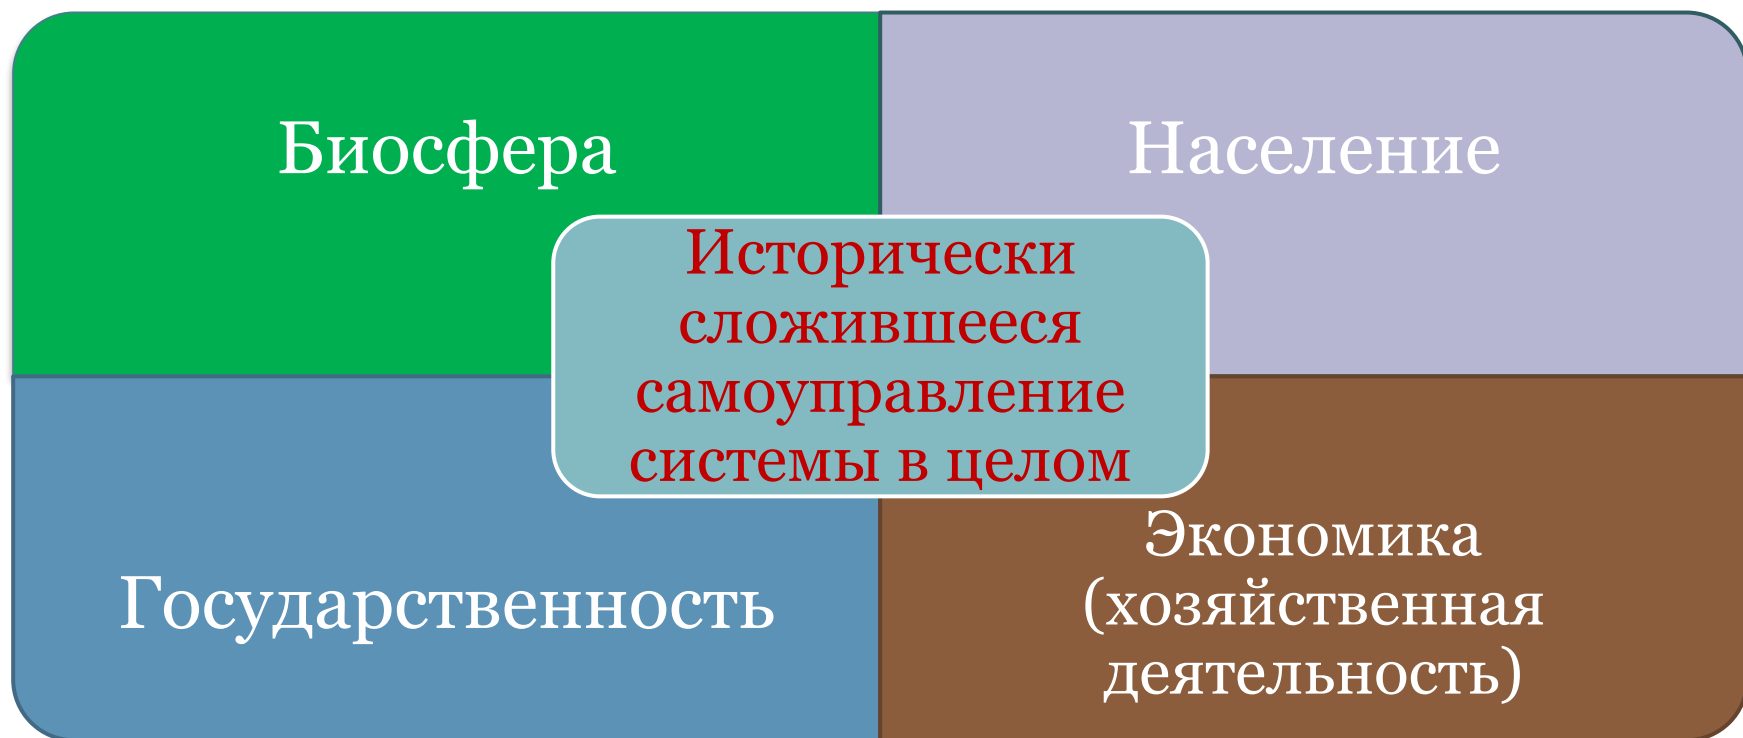 Биосфера
Население
Исторически
сложившееся
самоуправление
системы в целом
Государственность
Экономика
(хозяйственная
деятельность)